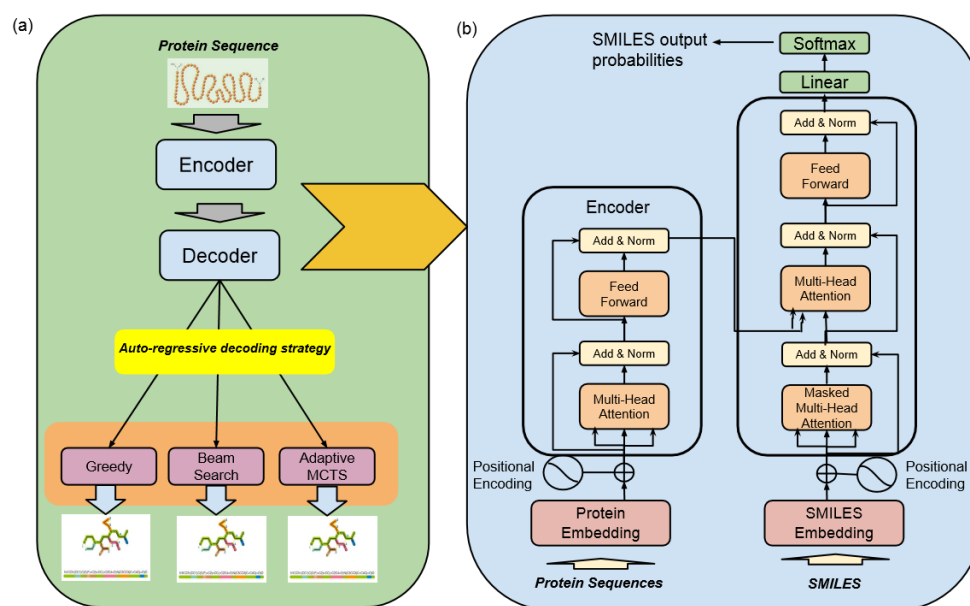 (a)
Protein Sequence
Encoder
Decoder
Auto-regressive decoding strategy
Greedy
Beam
Search
Adaptive
MCTS
(b)
SMILES output
probabilities
Softmax
Linear
Add & Norm
Feed
Forward
Add & Norm
Multi-Head
Attention
Add & Norm
Masked
Multi-Head
Attention
Encoder
Add & Norm
Feed
Forward
Add & Norm
Multi-Head
Attention
Positional
Encoding
Positional
Encoding
Protein
Embedding
SMILES
Embedding
Protein Sequences
SMILES